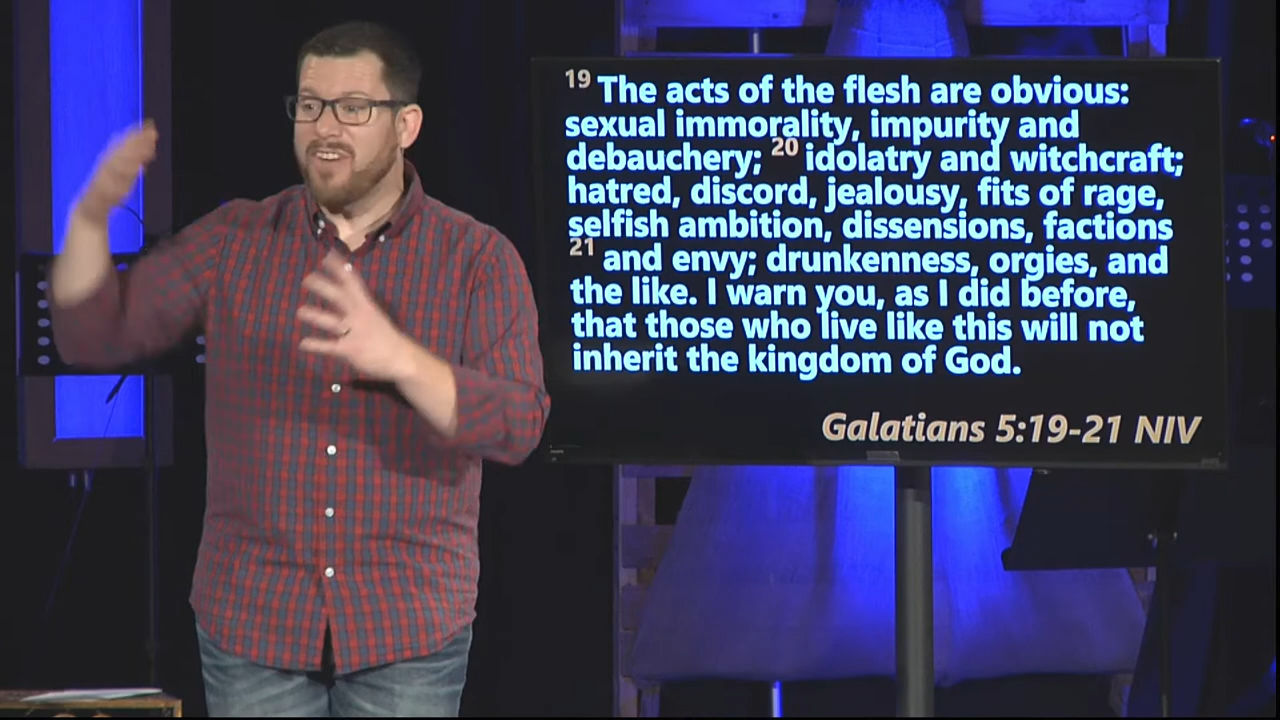 19 The acts of the flesh are obvious:
sexual immorality, impurity and
debauchery; 20 idolatry and witchcraft;
hatred, discord, jealousy, fits of rage,
selfish ambition, dissensions, factions
21 and envy; drunkenness, orgies, and
the like. I warn you, as I did before,
that those who live like this will not
inherit the kingdom of God.
Galatians 5:19-21 NIV